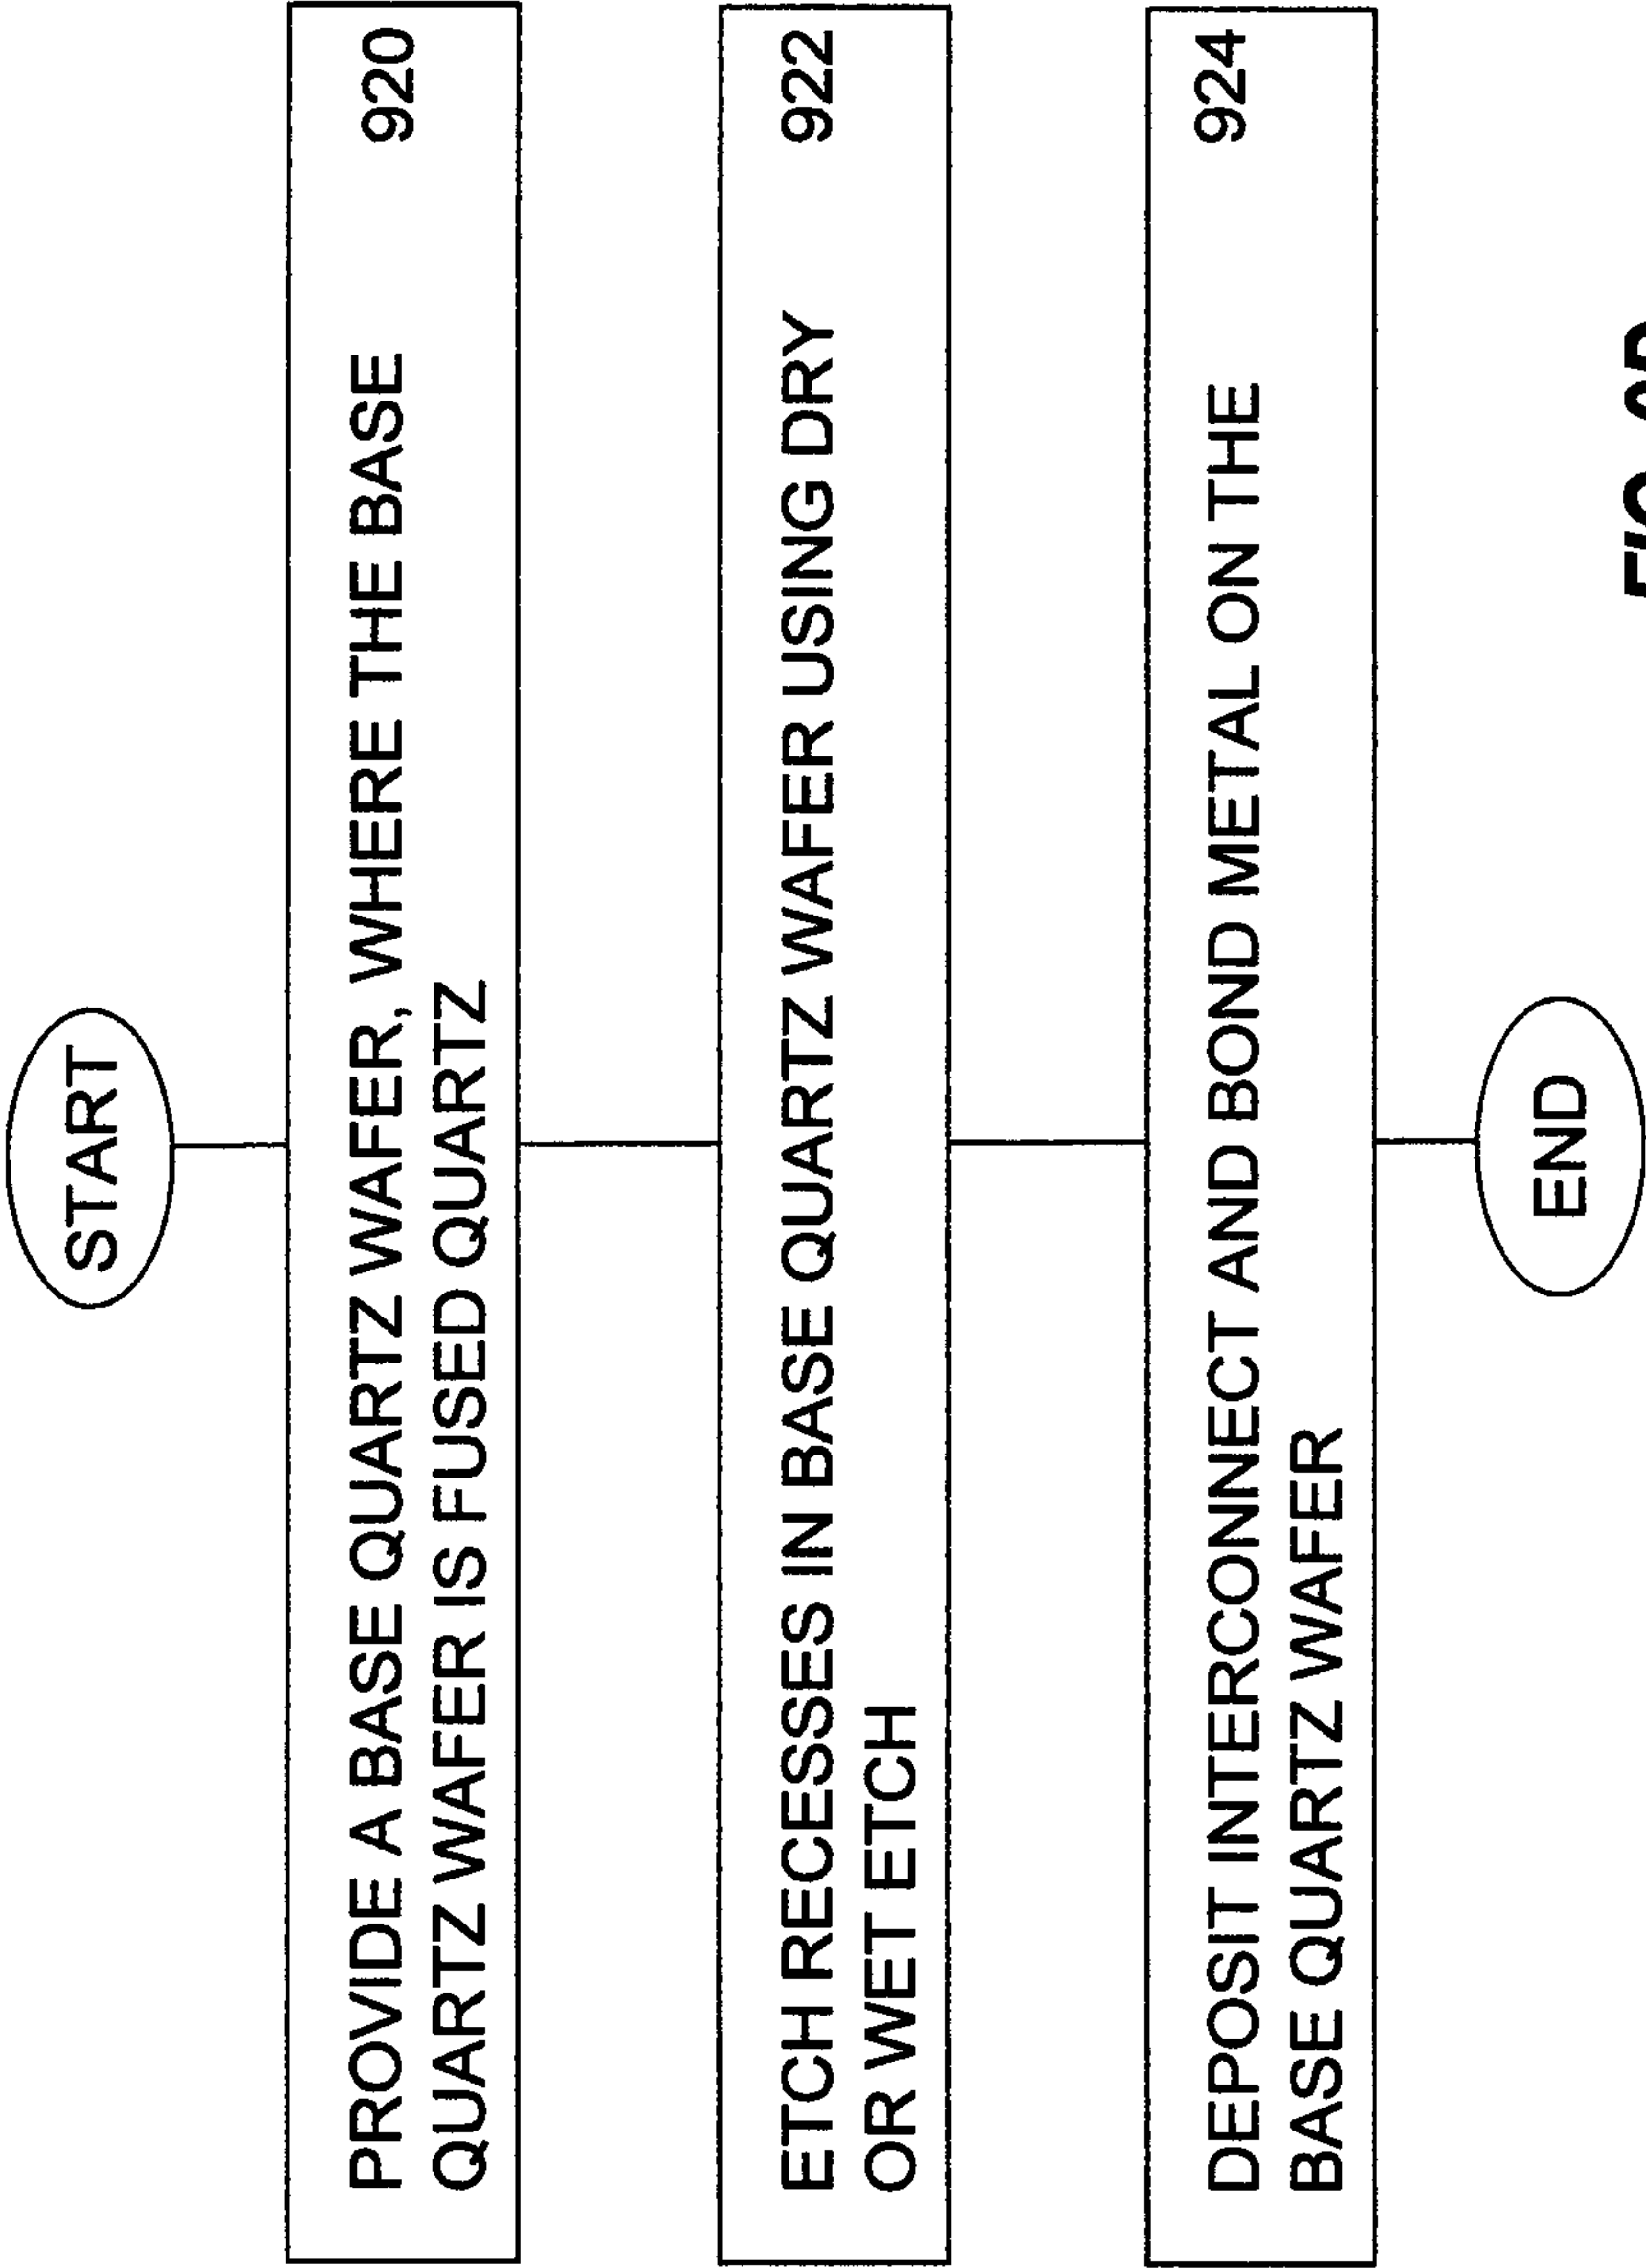 START
PROVIDE A BASE QUARTZ WAFER, WHERE THE BASE 920
QUARTZ WAFER IS FUSED QUARTZ
ETCH RECESSES IN BASE QUARTZ WAFER USING DRY 922
OR WET ETCH
DEPOSIT INTERCONNECT AND BOND METAL ON THE 924
BASE QUARTZ WAFER
END